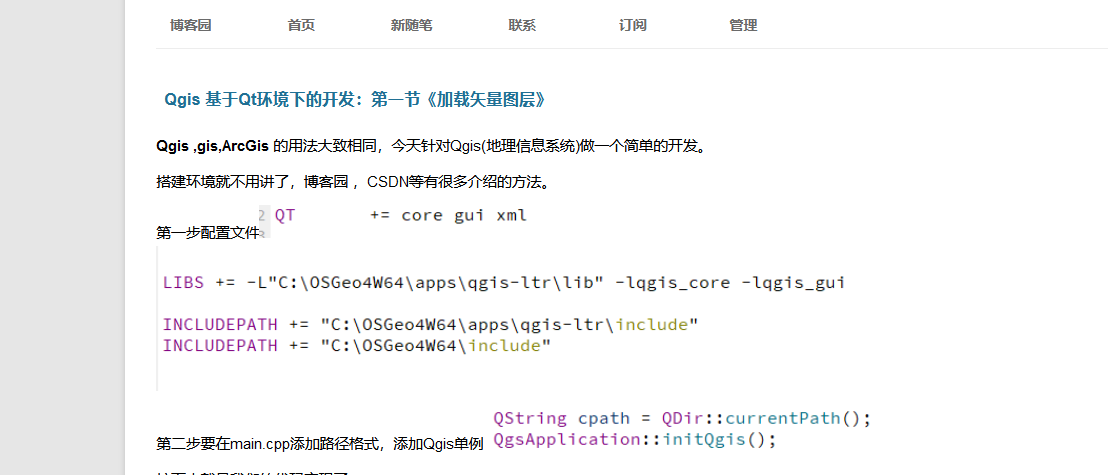 博客园 首页 新随笔 联系 订阅 管理
Qgis 基于Qt环境下的开发：第一节《加载矢量图层》
Qgis ,gis,ArcGis 的用法大致相同，今天针对Qgis(地理信息系统)做一个简单的开发。
搭建环境就不用讲了，博客园 ，CSDN等有很多介绍的方法。
2 QT += core gui xml
第一步配置文件
LIBS += -L"C:\OSGeo4W64\apps\qgis-ltr\lib" -lqgis_core -lqgis_gui
INCLUDEPATH += "C:\OSGeo4W64\apps\qgis-ltr\include"
INCLUDEPATH += "C:\OSGeo4W64\include"
QString cpath = QDir::currentPath();
第二步要在main.cpp添加路径格式，添加Qgis单例 QgsApplication::initQgis();